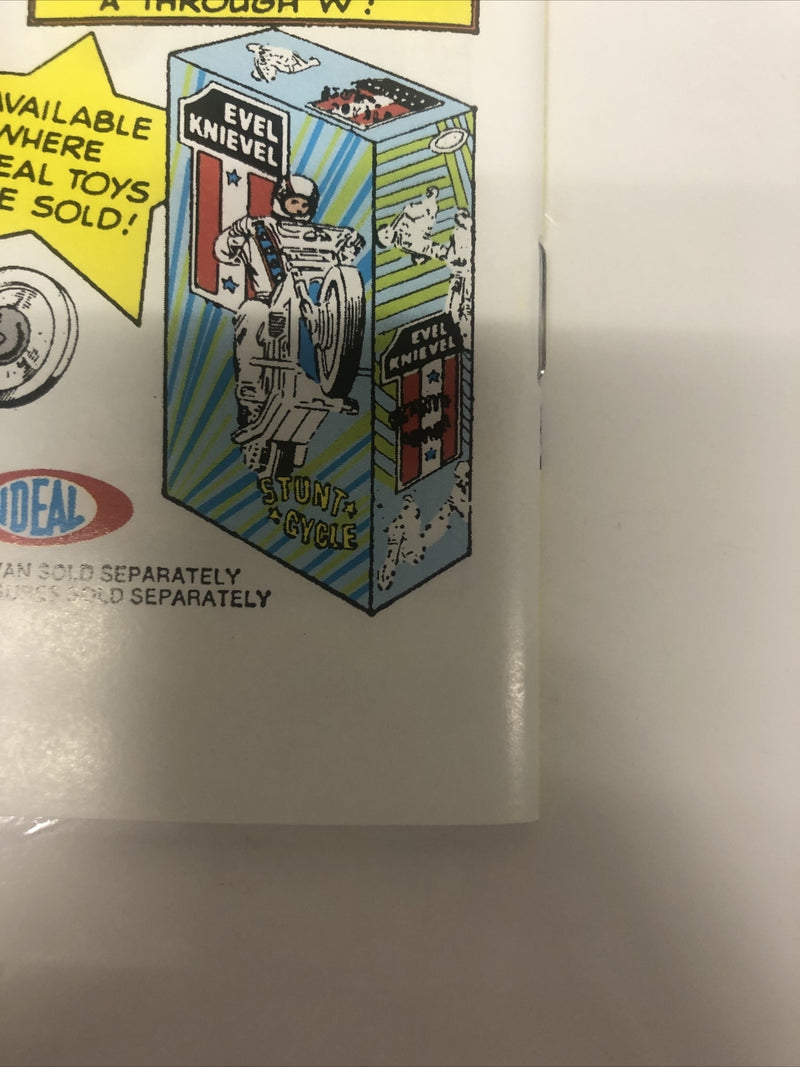 A THROUGH W!
AVAILABLE
WHERE
EAL TOYS
E SOLD!
EVEL
KNIEVEL
EVEL
KNIEVEL
STUNT
CYCLE
IDEAL
VAN SOLD SEPARATELY
SOLD SEPARATELY